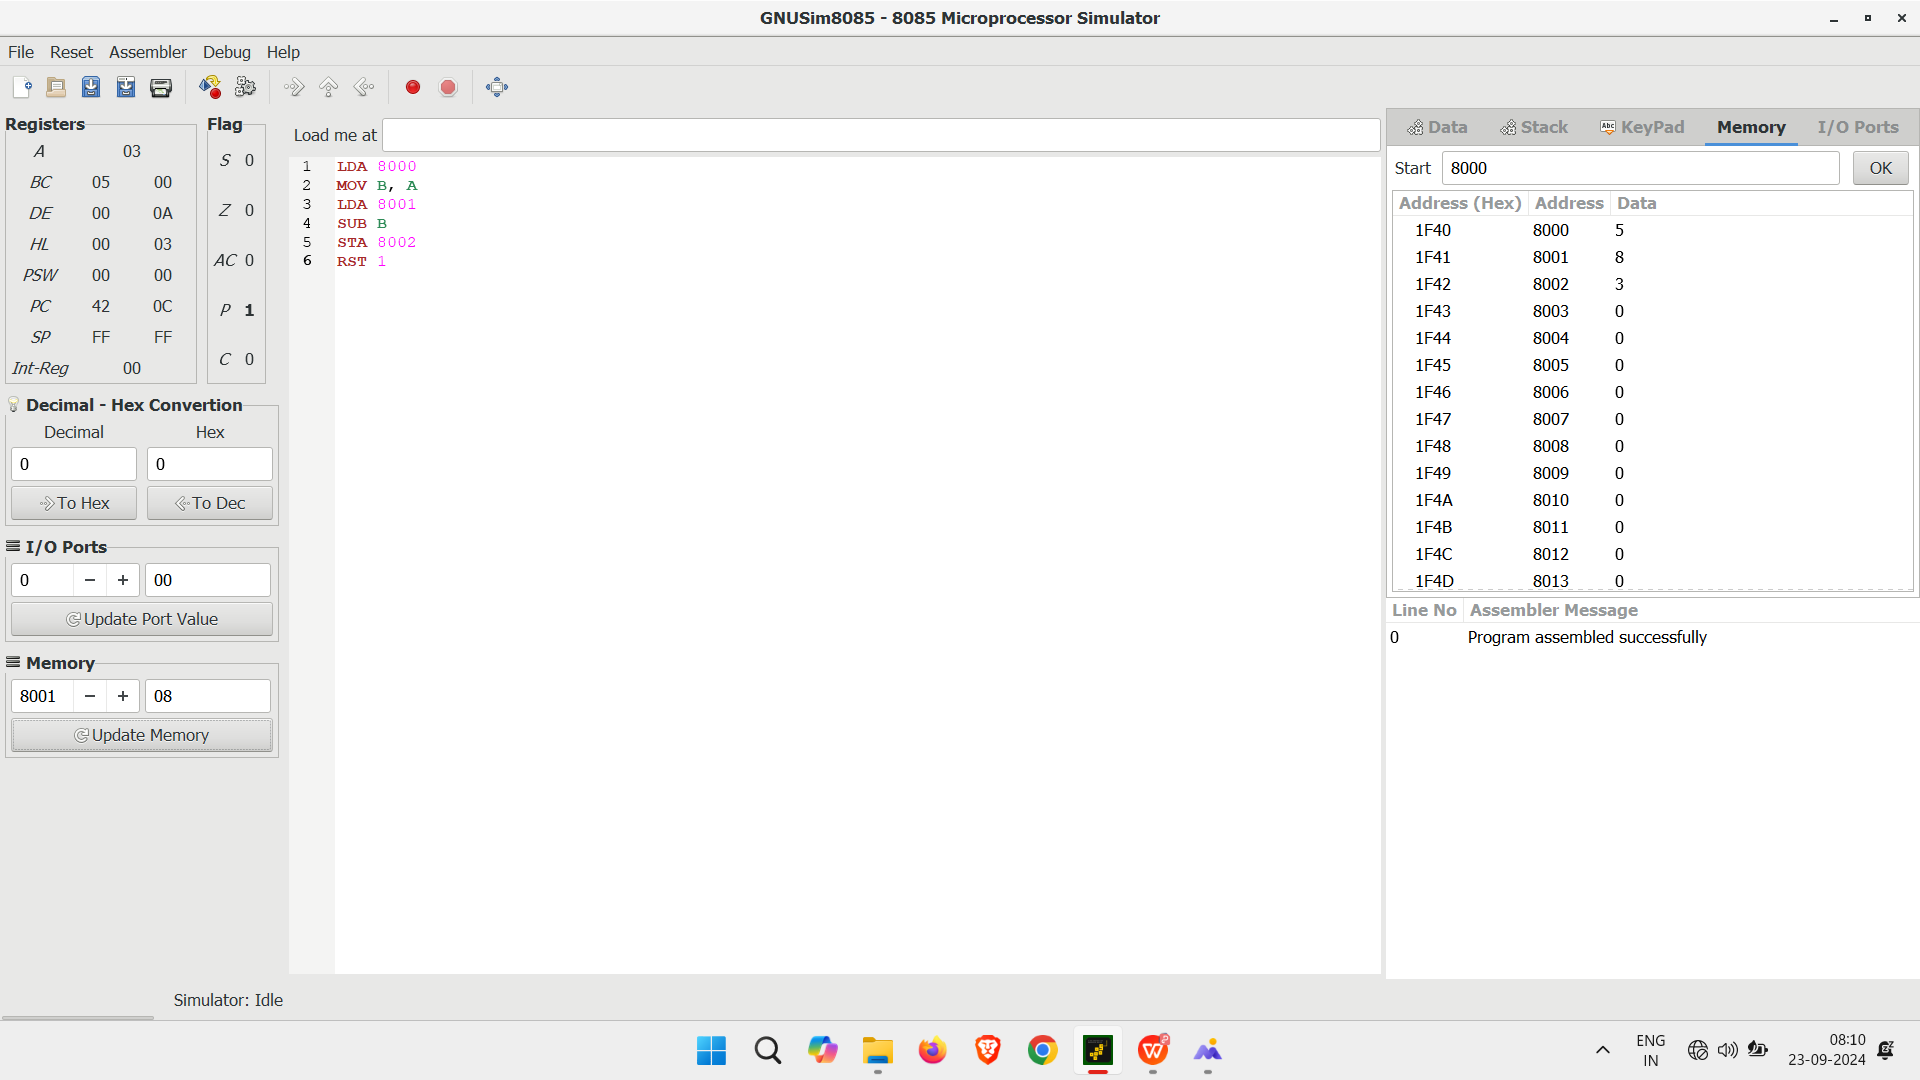 GNUSim8085 - 8085 Microprocessor Simulator
File Reset Assembler Debug Help
Registers
A 03
BC 05 00
DE 00 0A
HL 00 03
PSW 00 00
PC 42 0C
SP FF FF
Int-Reg 00
Flag
S 0
Z 0
AC 0
P 1
C 0
Decimal - Hex Convertion
Decimal Hex
0 0
To Hex To Dec
I/O Ports
0 − + 00
Update Port Value
Memory
8001 − + 08
Update Memory
Load me at
1 LDA 8000
2 MOV B, A
3 LDA 8001
4 SUB B
5 STA 8002
6 RST 1
Data Stack Abc KeyPad Memory I/O Ports
Start 8000 OK
Address (Hex) Address Data
1F40 8000 5
1F41 8001 8
1F42 8002 3
1F43 8003 0
1F44 8004 0
1F45 8005 0
1F46 8006 0
1F47 8007 0
1F48 8008 0
1F49 8009 0
1F4A 8010 0
1F4B 8011 0
1F4C 8012 0
1F4D 8013 0
Line No Assembler Message
0 Program assembled successfully
Simulator: Idle
ENG
IN
08:10
23-09-2024